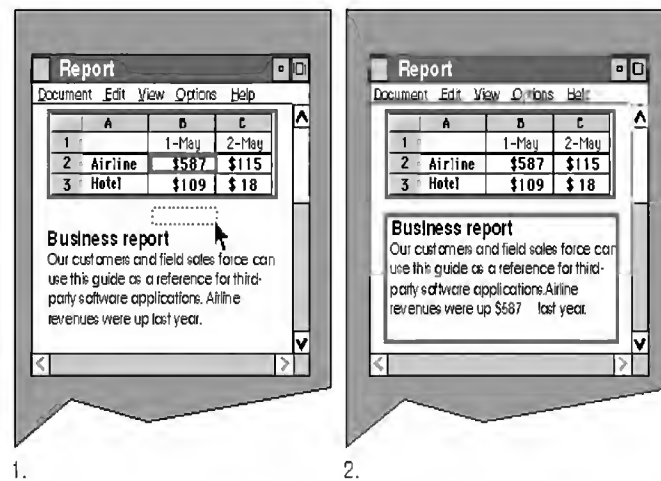 Report
Document Edit View Options Help
A B C
1 1-May 2-May
2 Airline $587 $115
3 Hotel $109 $ 18
Business report
Our customers and field sales force can
use this guide as a reference for third-
party software applications. Airline
revenues were up last year.
1.
Report
Document Edit View Options Help
A B C
1 1-May 2-May
2 Airline $587 $115
3 Hotel $109 $ 18
Business report
Our customers and field sales force can
use this guide as a reference for third-
party software applications.Airline
revenues were up $587 last year.
2.